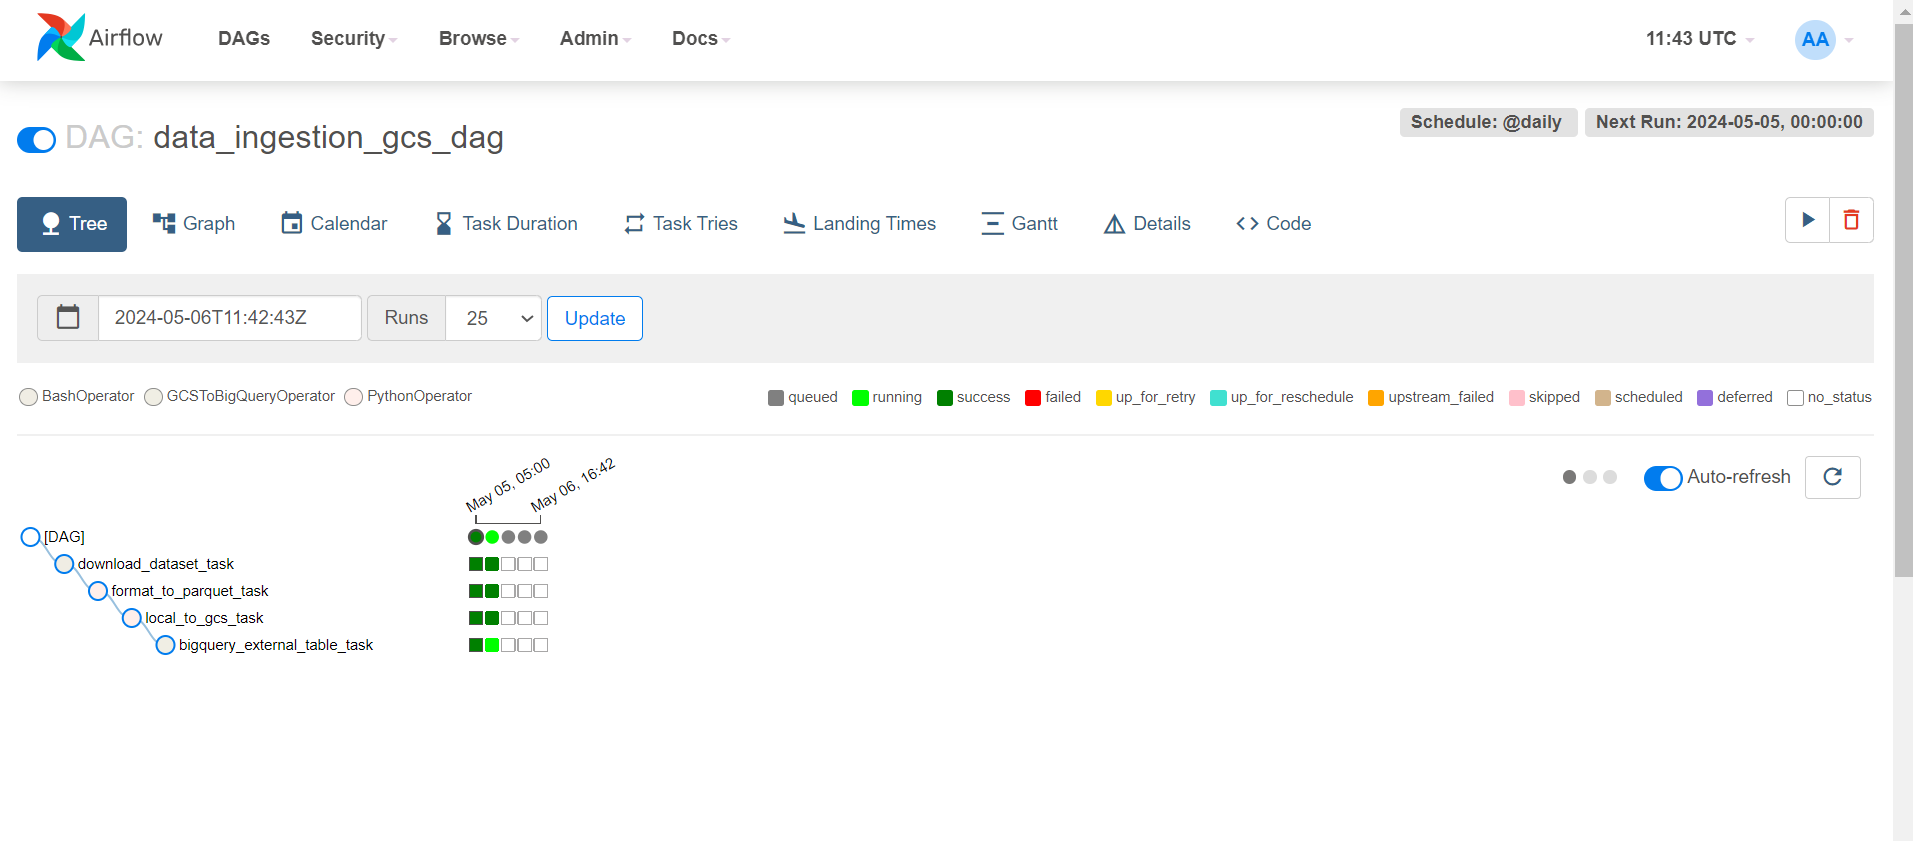 Airflow DAGs Security Browse Admin Docs 11:43 UTC AA
Schedule: @daily Next Run: 2024-05-05, 00:00:00
DAG: data_ingestion_gcs_dag
Tree Graph Calendar Task Duration Task Tries Landing Times Gantt Details Code
2024-05-06T11:42:43Z Runs 25 Update
BashOperator GCSToBigQueryOperator PythonOperator queued running success failed up_for_retry up_for_reschedule upstream_failed skipped scheduled deferred no_status
May 05, 05:00 May 06, 16:42
Auto-refresh
[DAG]
download_dataset_task
format_to_parquet_task
local_to_gcs_task
bigquery_external_table_task